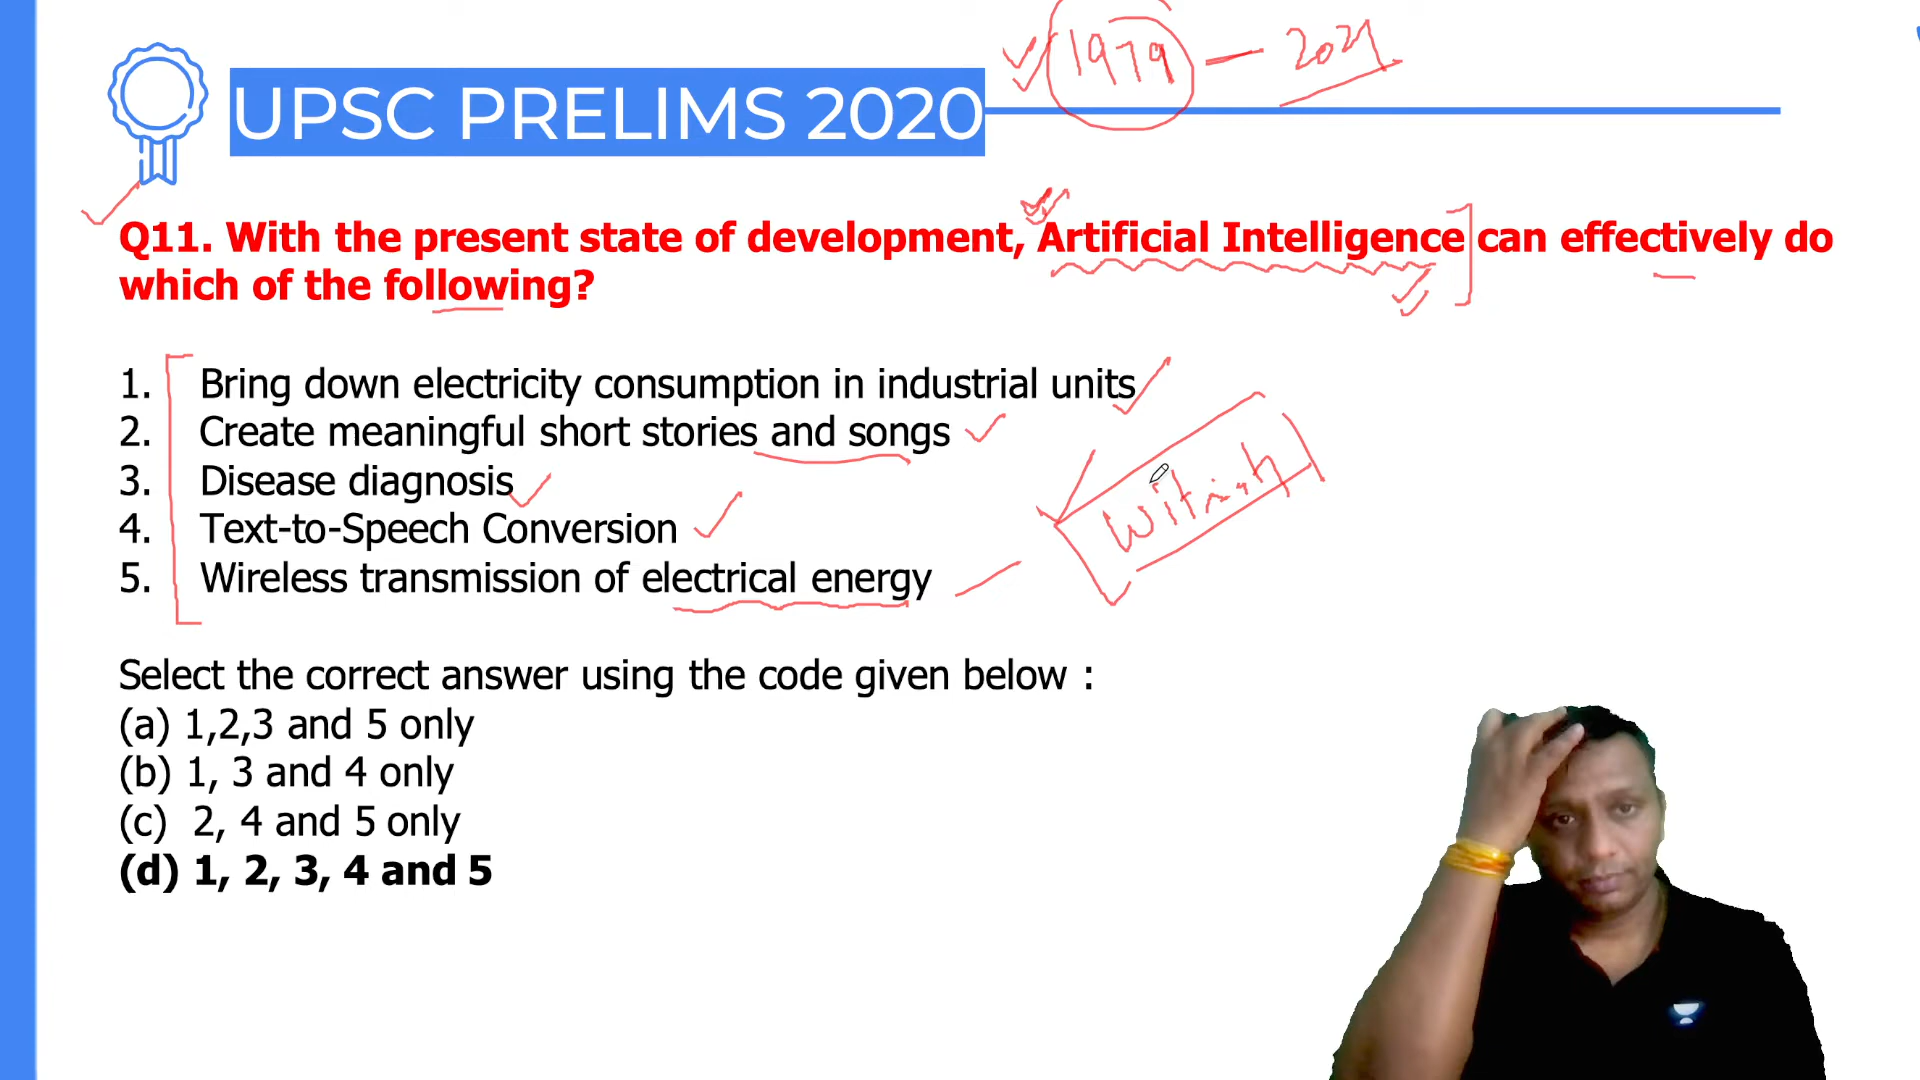 1979 - 2021
UPSC PRELIMS 2020
Q11. With the present state of development, Artificial Intelligence can effectively do
which of the following?
1. Bring down electricity consumption in industrial units
2. Create meaningful short stories and songs
3. Disease diagnosis
4. Text-to-Speech Conversion
5. Wireless transmission of electrical energy
Select the correct answer using the code given below :
(a) 1,2,3 and 5 only
(b) 1, 3 and 4 only
(c) 2, 4 and 5 only
(d) 1, 2, 3, 4 and 5